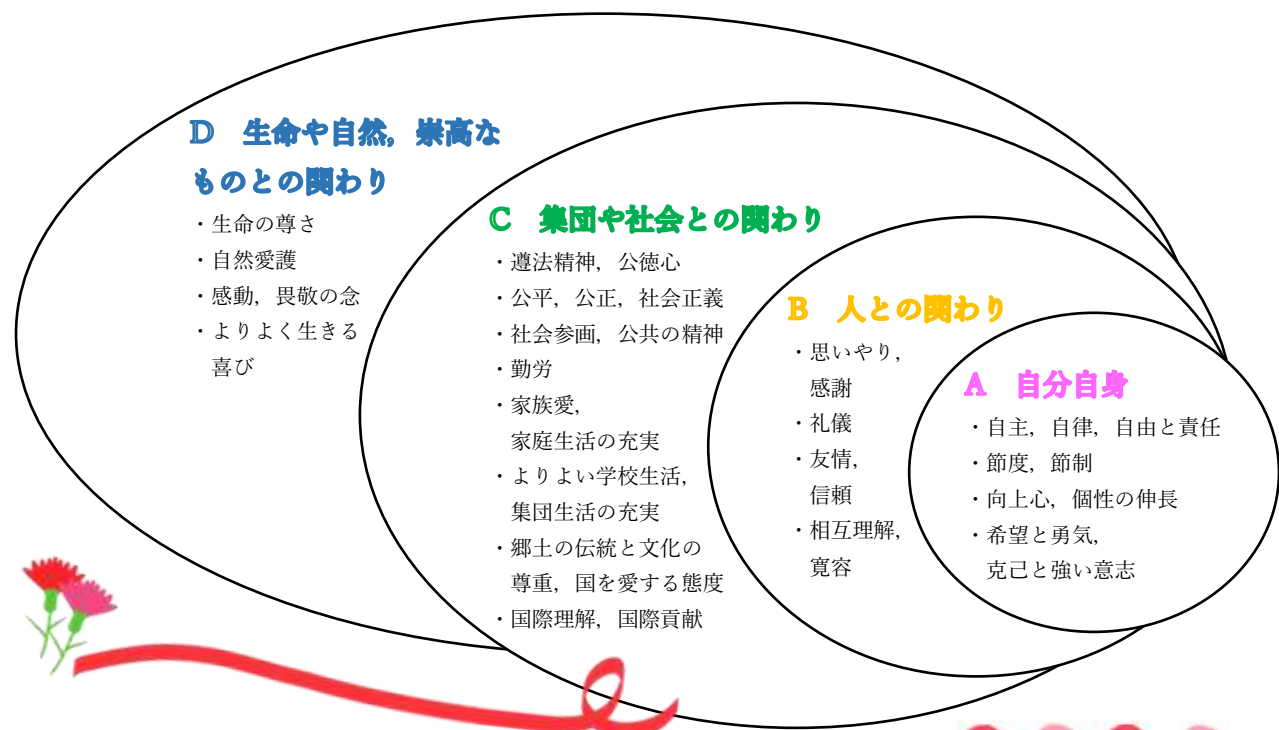 D 生命や自然，崇高な
ものとの関わり
・生命の尊さ
・自然愛護
・感動，畏敬の念
・よりよく生きる
喜び
C 集団や社会との関わり
・遵法精神，公徳心
・公平，公正，社会正義
・社会参画，公共の精神
・勤労
・家族愛，
家庭生活の充実
・よりよい学校生活，
集団生活の充実
・郷土の伝統と文化の
尊重，国を愛する態度
・国際理解，国際貢献
B 人との関わり
・思いやり，
感謝
・礼儀
・友情，
信頼
・相互理解，
寛容
A 自分自身
・自主，自律，自由と責任
・節度，節制
・向上心，個性の伸長
・希望と勇気，
克己と強い意志